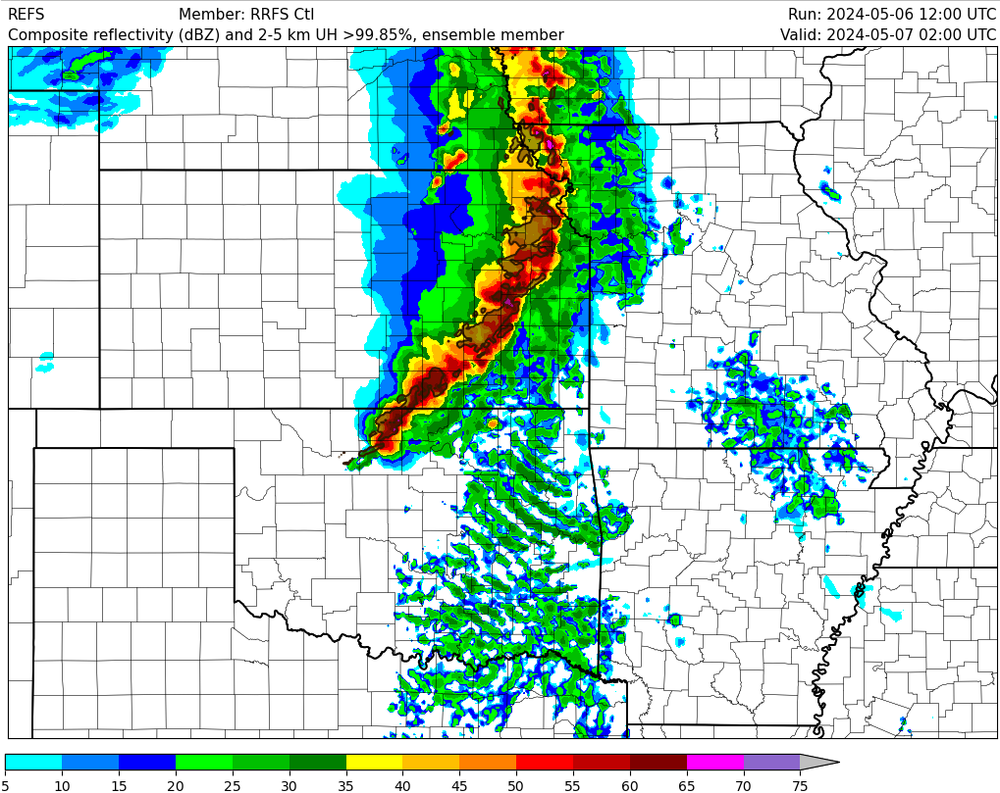 REFS Member: RRFS Ctl Run: 2024-05-06 12:00 UTC
Composite reflectivity (dBZ) and 2-5 km UH >99.85%, ensemble member Valid: 2024-05-07 02:00 UTC
5 10 15 20 25 30 35 40 45 50 55 60 65 70 75